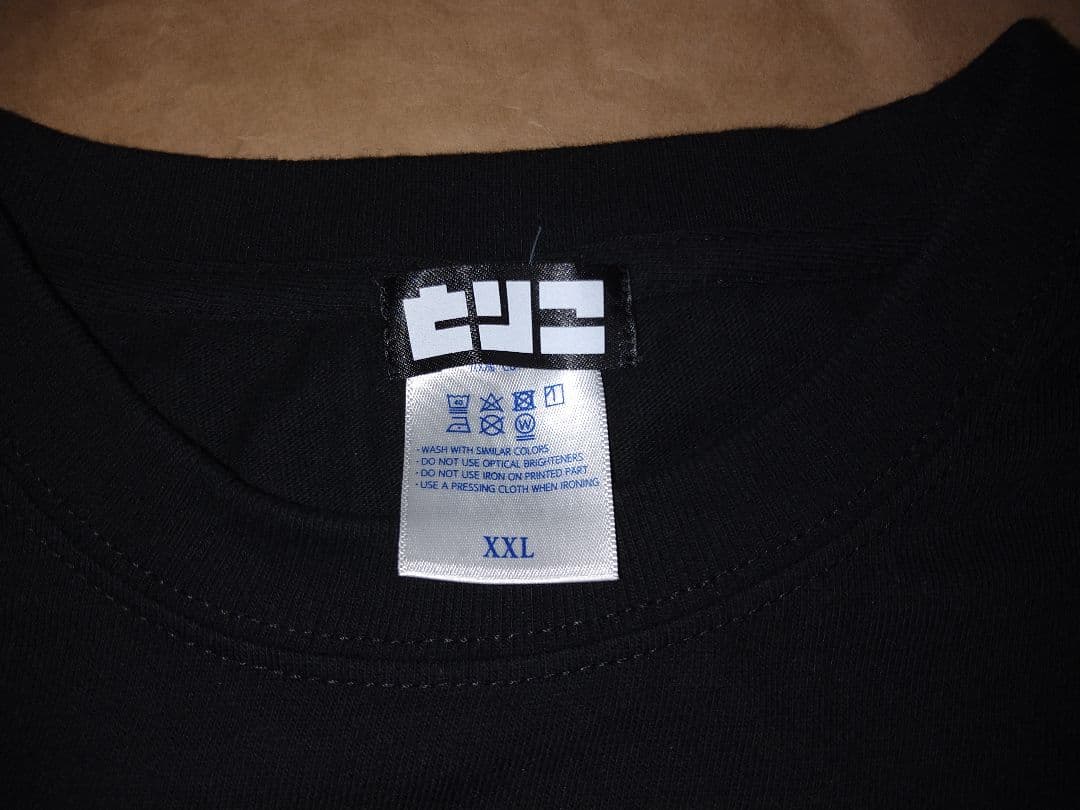 とりこ
40
W
· WASH WITH SIMILAR COLORS
· DO NOT USE OPTICAL BRIGHTENERS
· DO NOT USE IRON ON PRINTED PART
· USE A PRESSING CLOTH WHEN IRONING
XXL